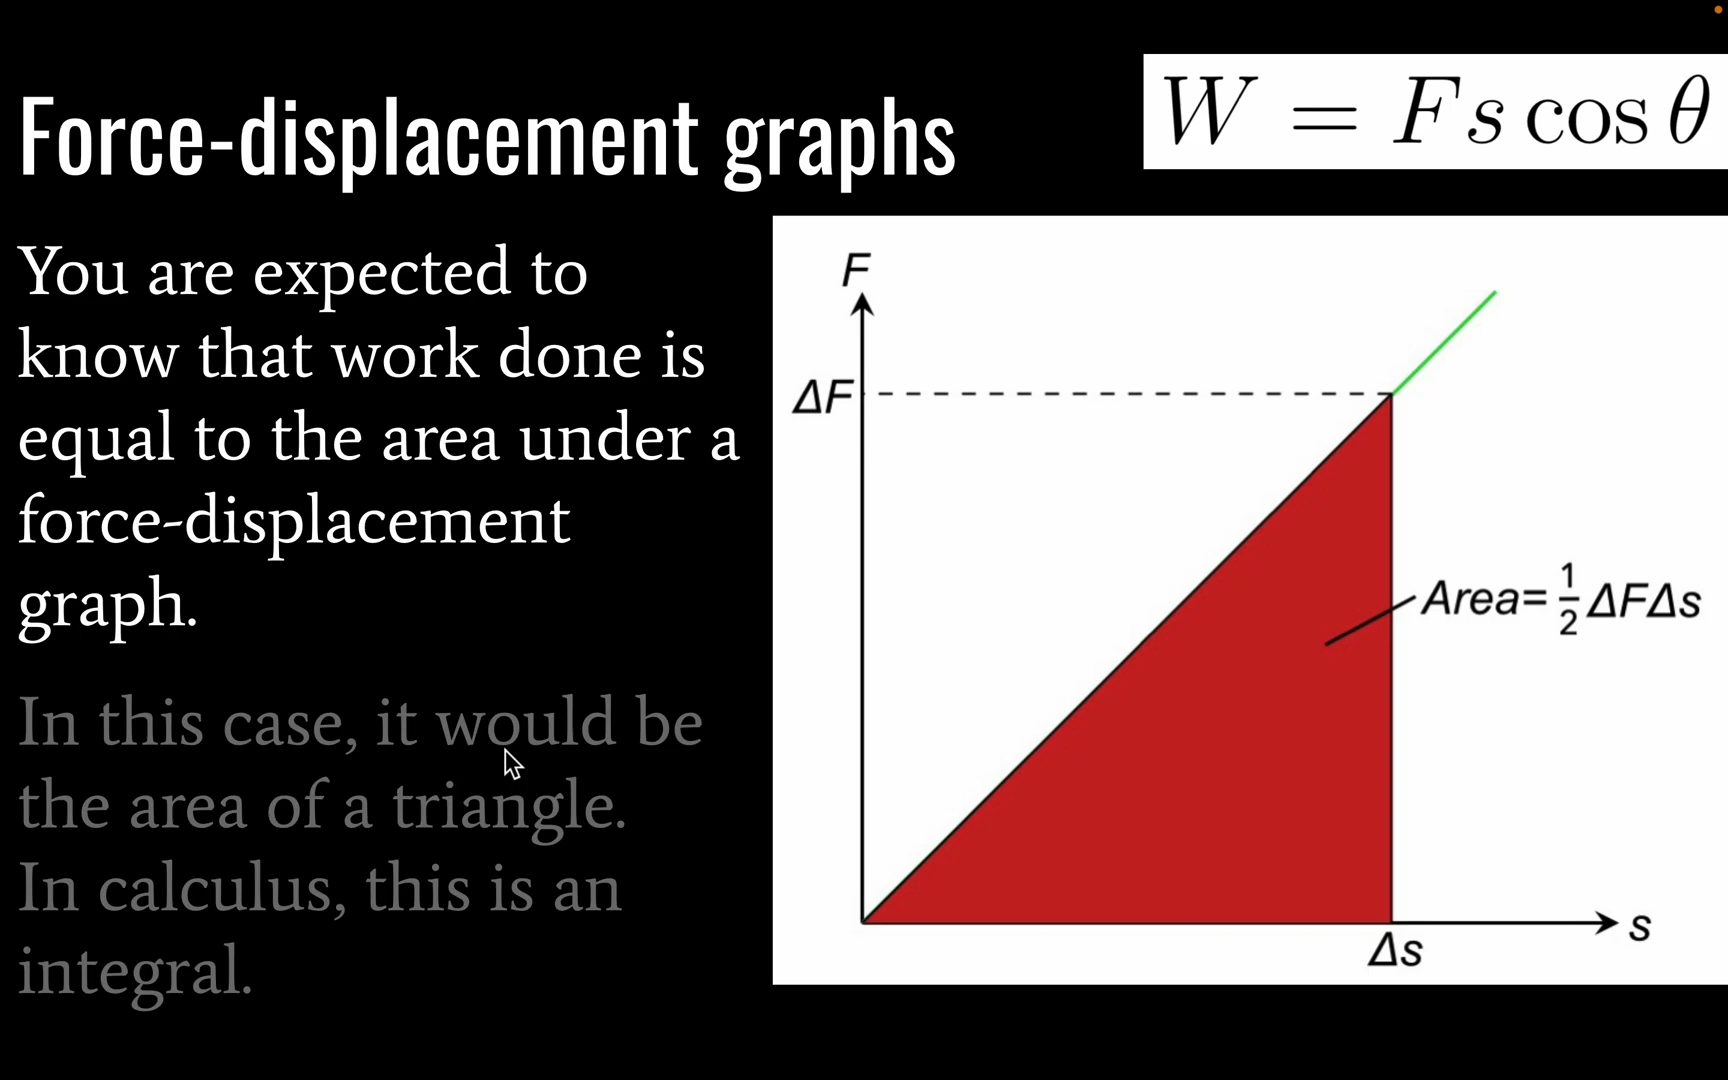 Force-displacement graphs
W = Fs cos θ
You are expected to
know that work done is
equal to the area under a
force-displacement
graph.
In this case, it would be
the area of a triangle.
In calculus, this is an
integral.
F
ΔF
Area= 1/2 ΔFΔs
s
Δs